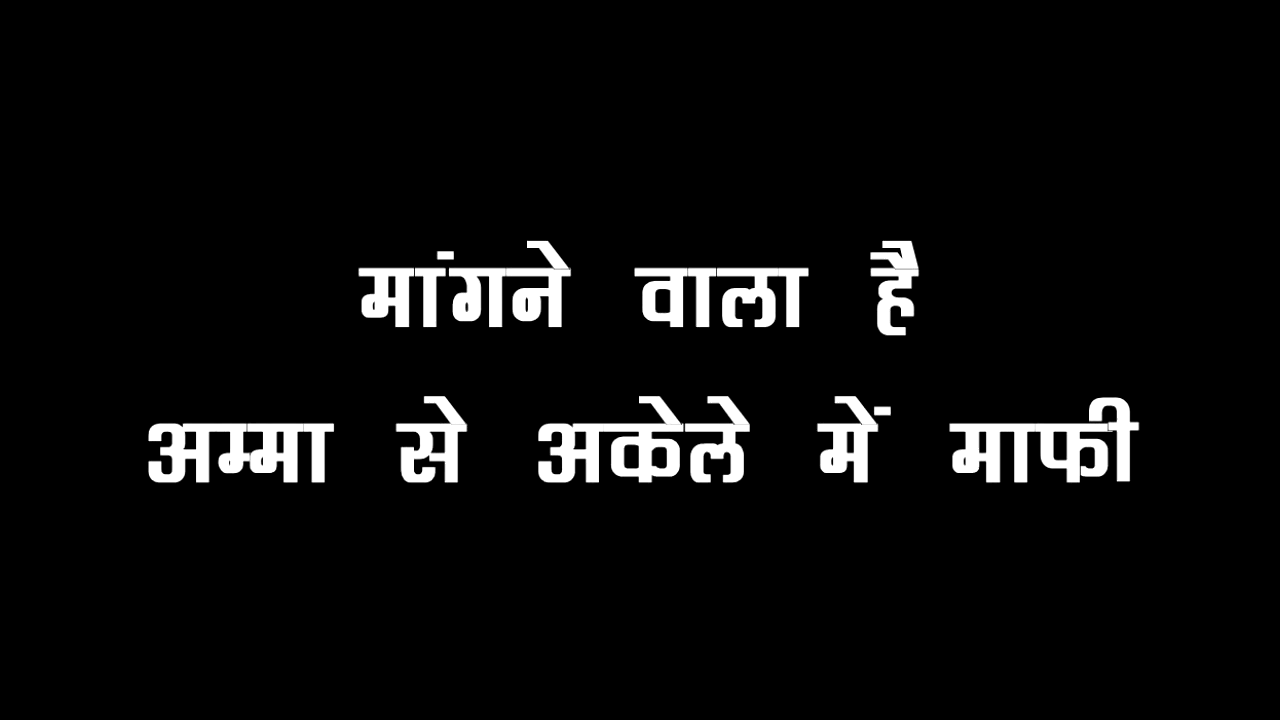 मांगने वाला है
अम्मा से अकेले में माफी